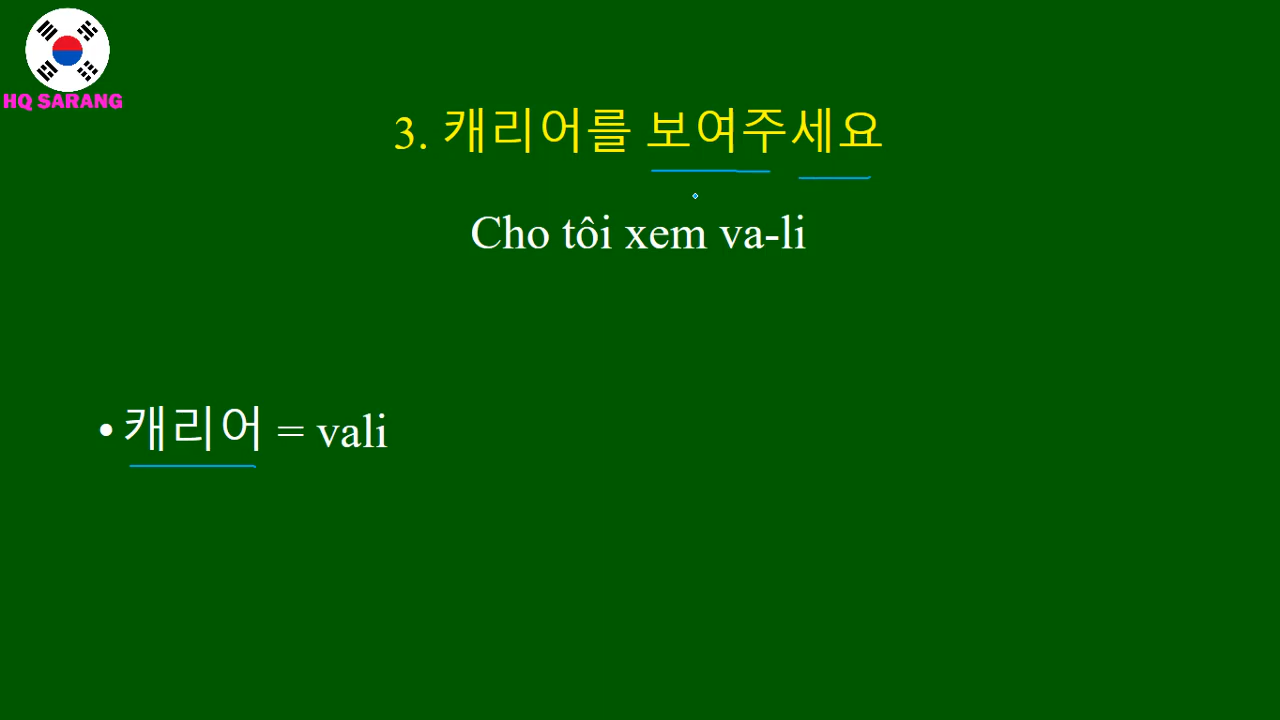 HQ SARANG
3. 캐리어를 보여주세요
Cho tôi xem va-li
• 캐리어 = vali